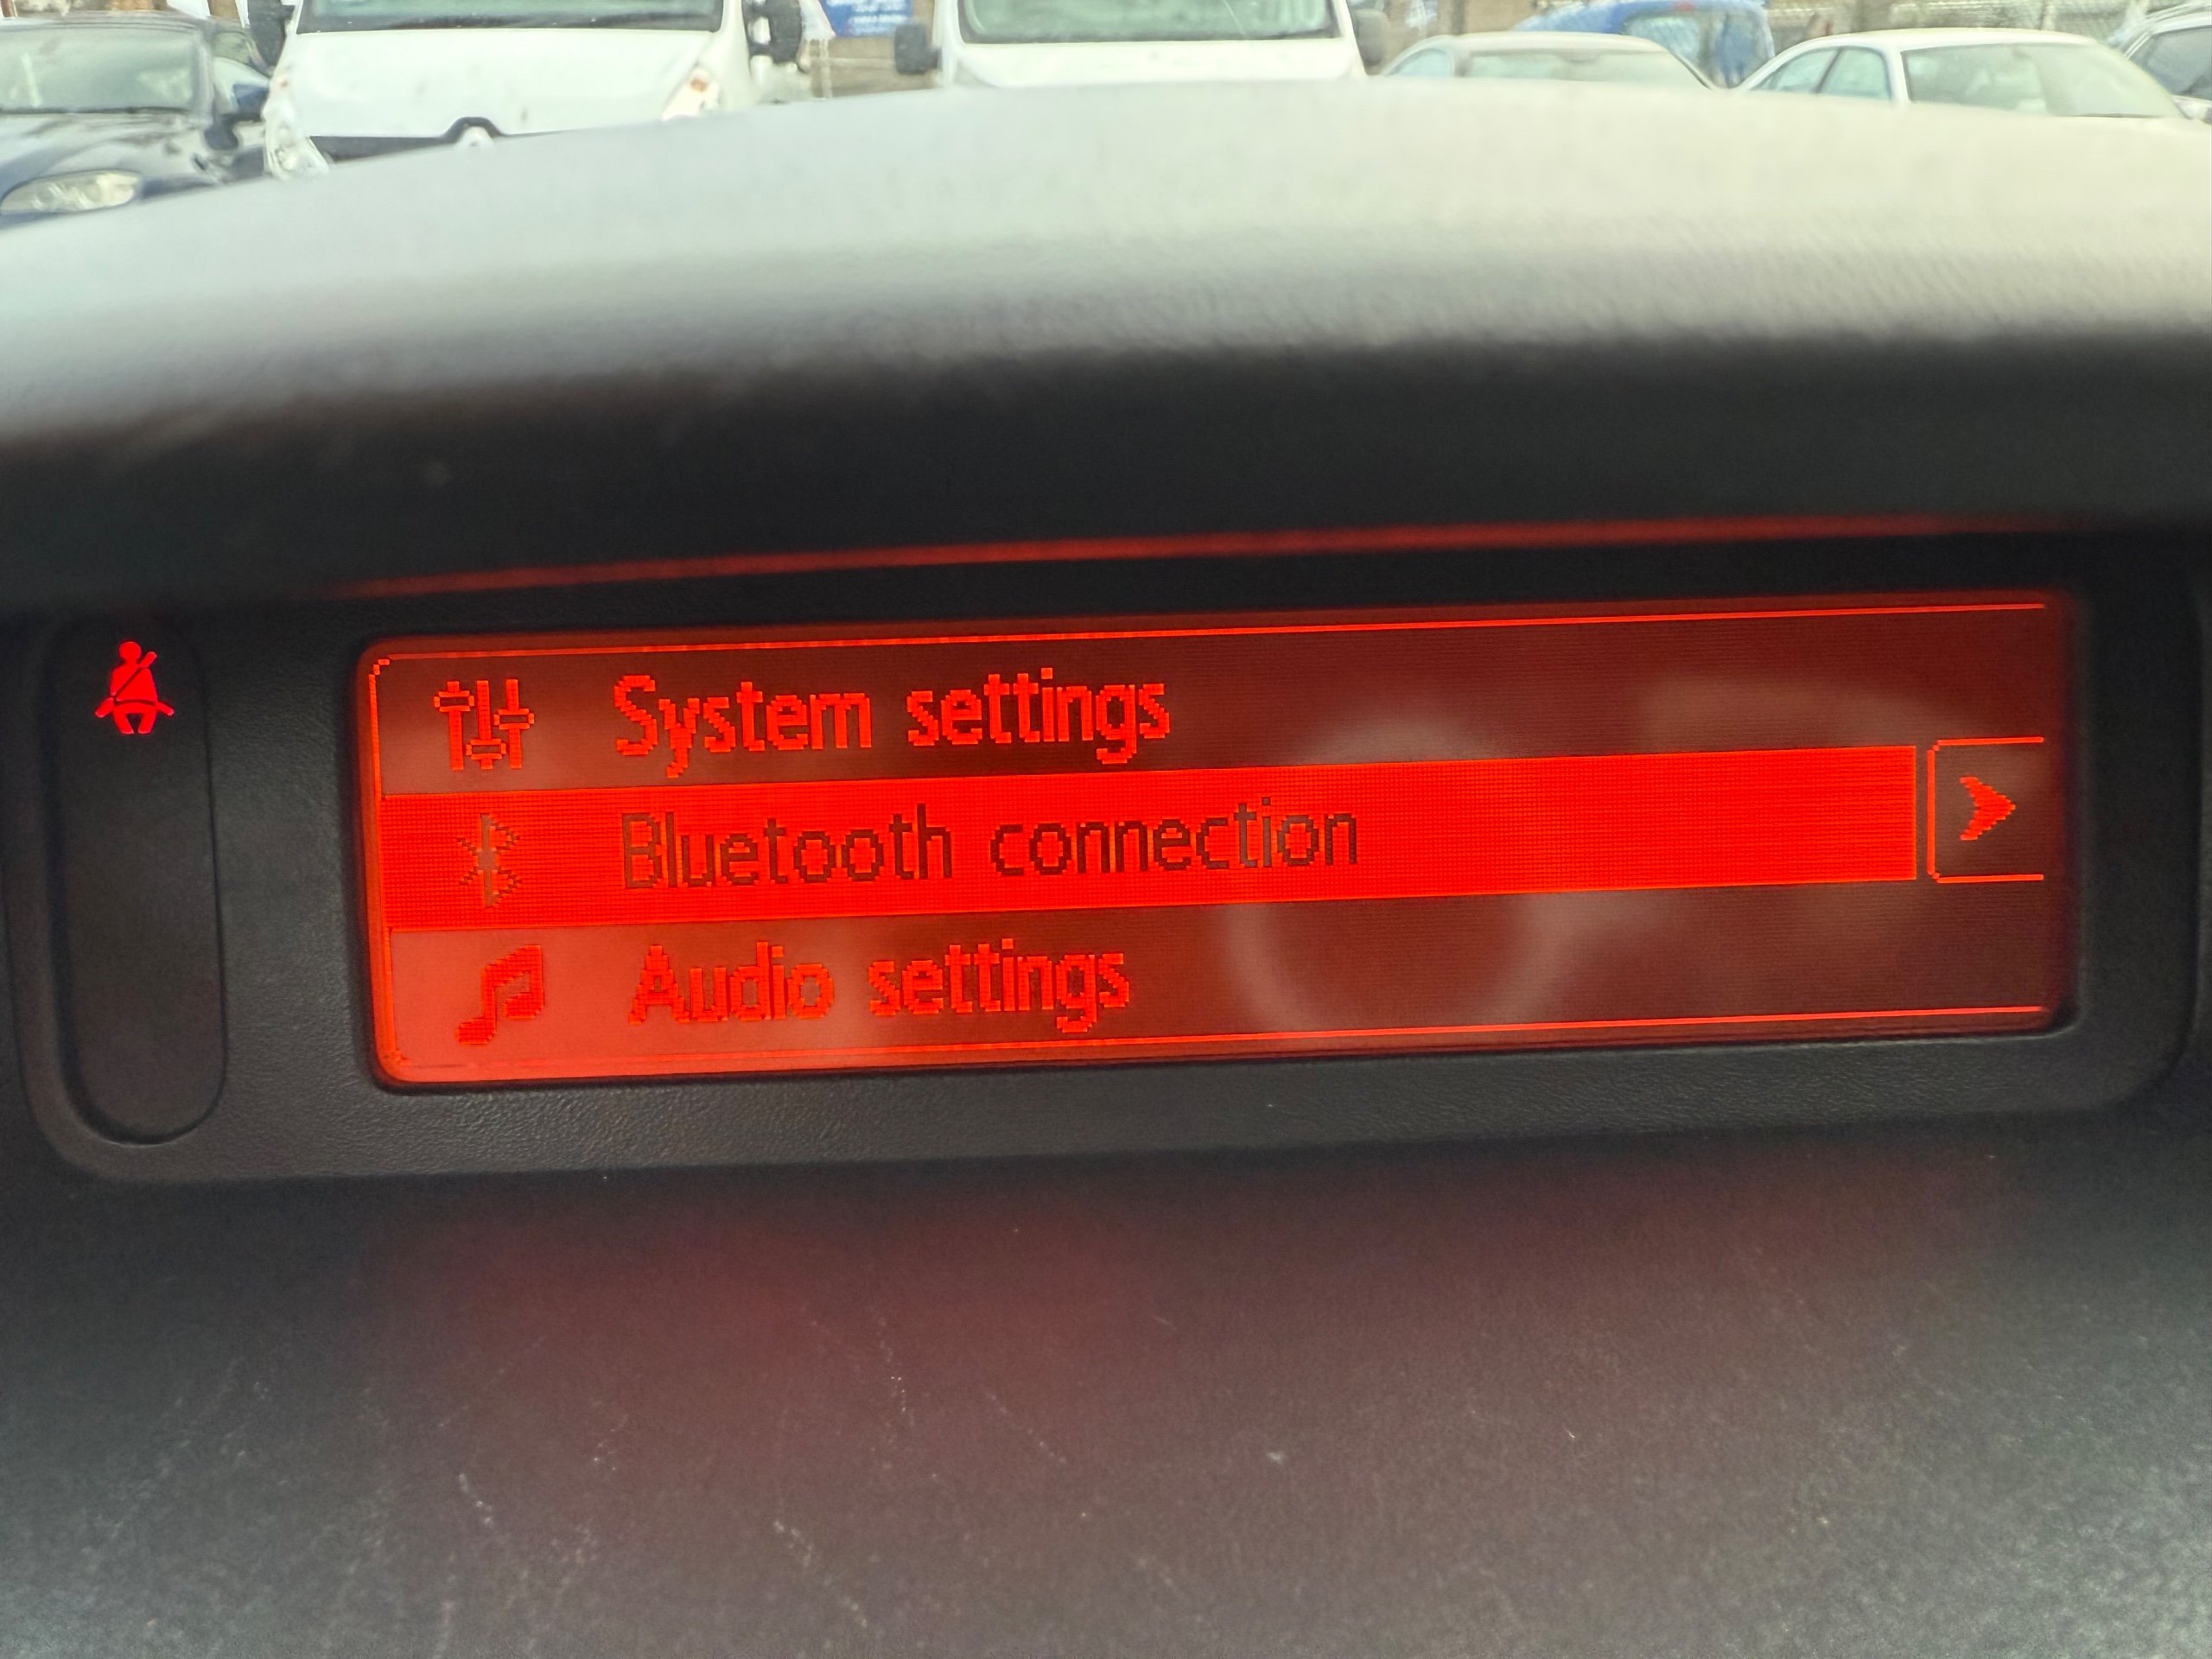 System settings
Bluetooth connection
Audio settings